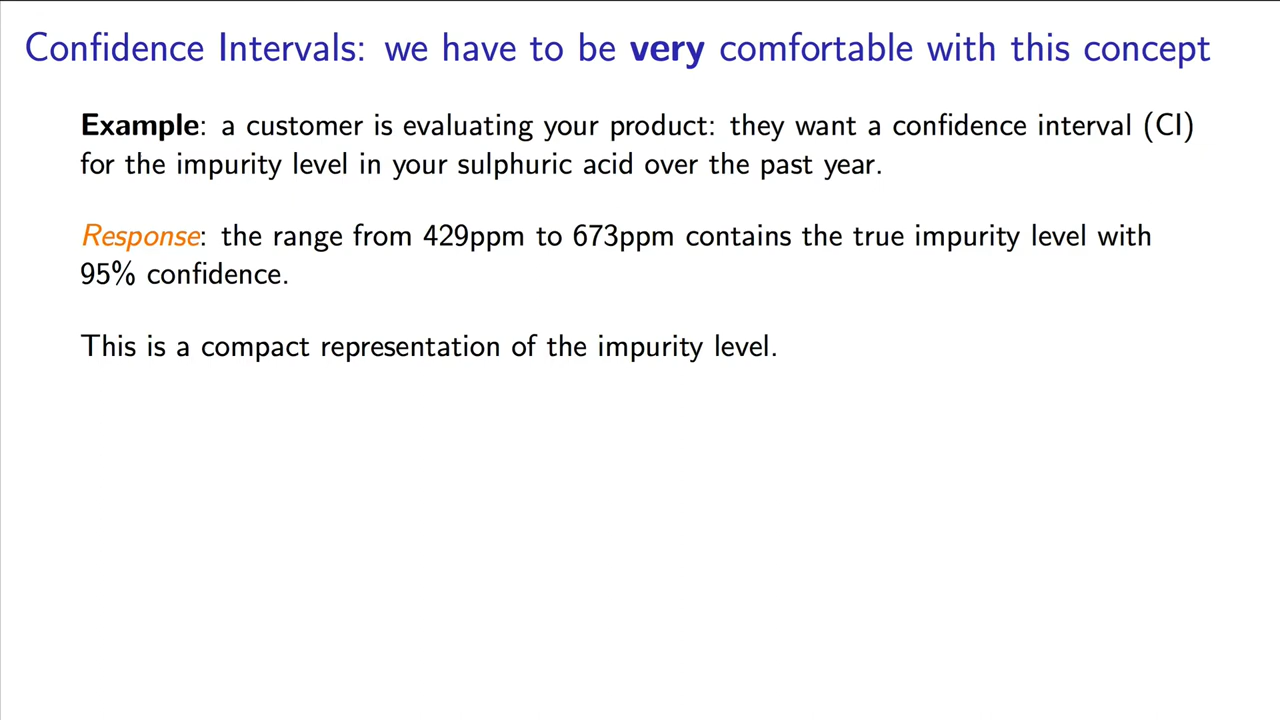 Confidence Intervals: we have to be very comfortable with this concept
Example: a customer is evaluating your product: they want a confidence interval (CI)
for the impurity level in your sulphuric acid over the past year.
Response: the range from 429ppm to 673ppm contains the true impurity level with
95% confidence.
This is a compact representation of the impurity level.